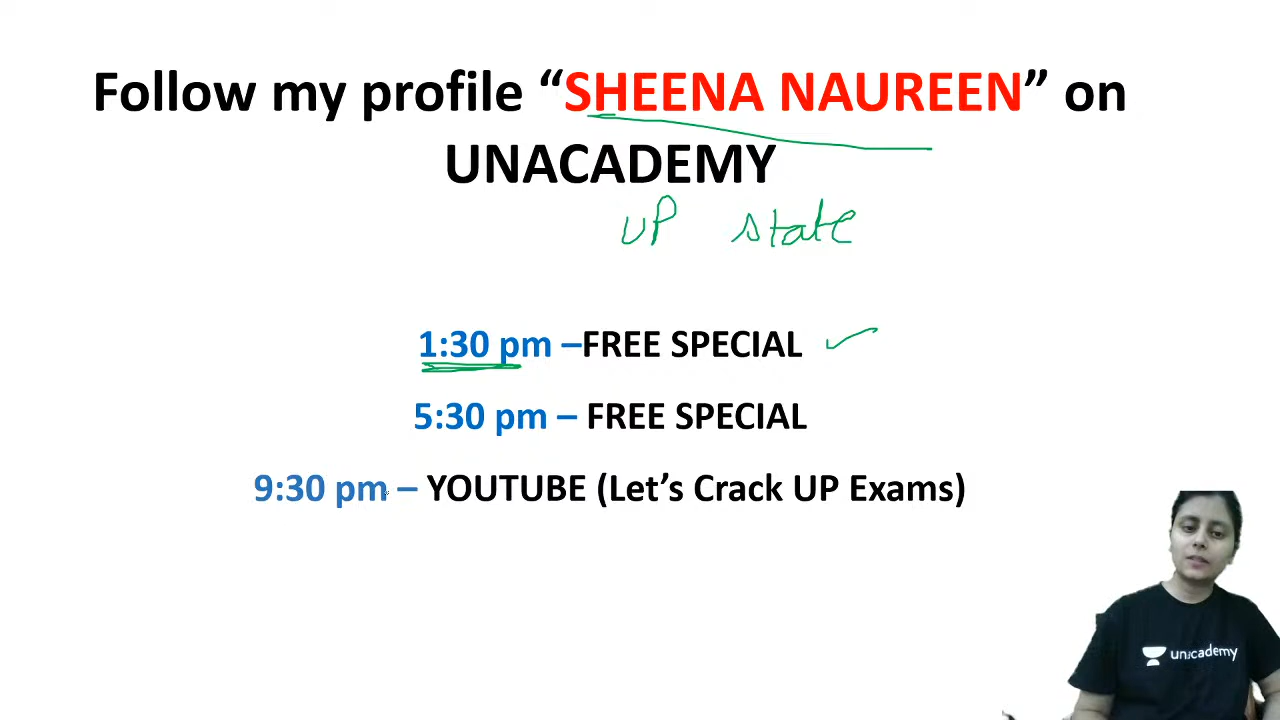 Follow my profile “SHEENA NAUREEN” on
UNACADEMY
UP state
1:30 pm –FREE SPECIAL
5:30 pm – FREE SPECIAL
9:30 pm – YOUTUBE (Let’s Crack UP Exams)
unacademy